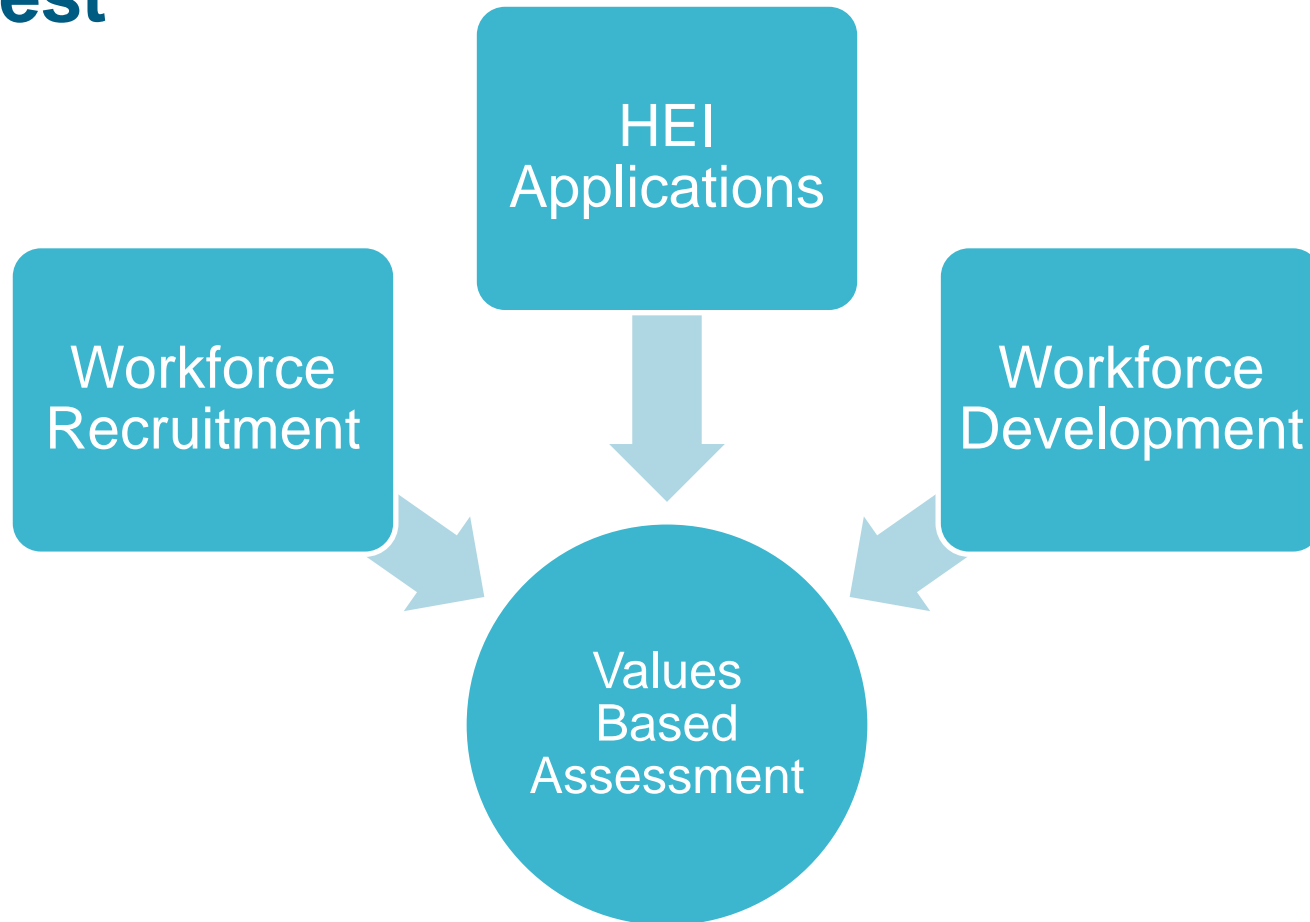 HEI
Applications
Workforce
Recruitment
Workforce
Development
Values
Based
Assessment